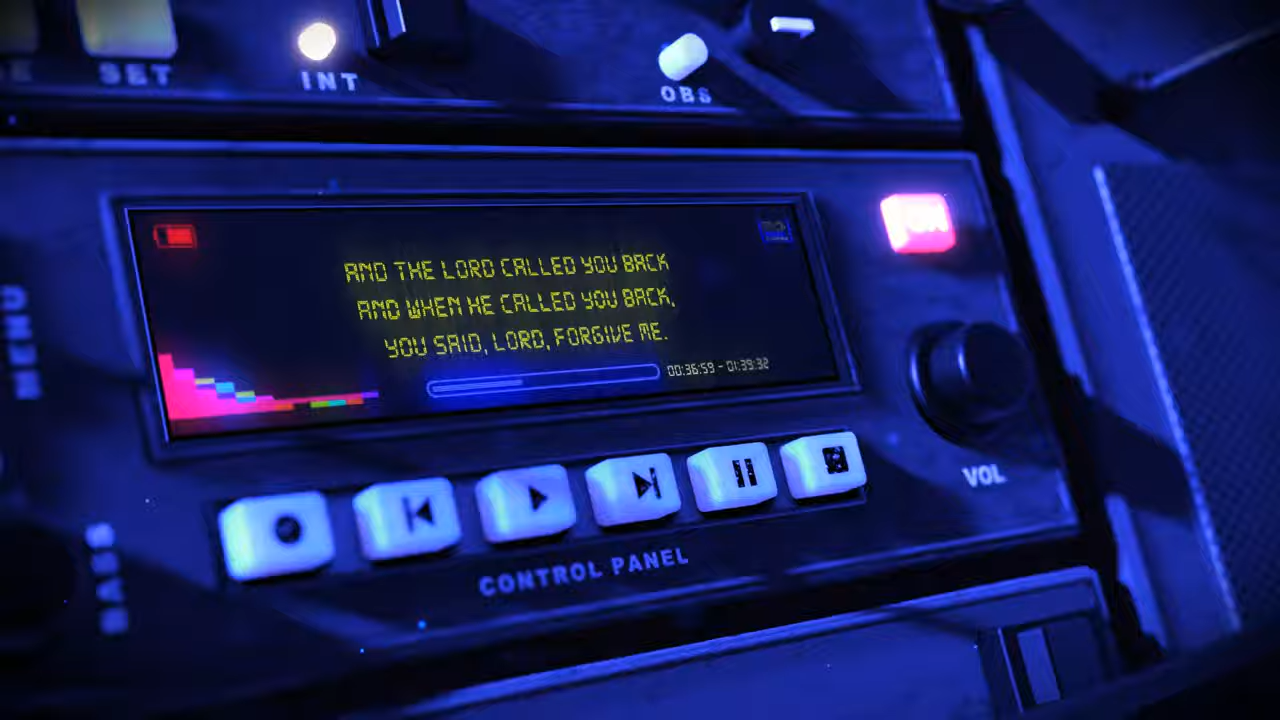 SET
INT
OBS
ON
AND THE LORD CALLED YOU BACK
AND WHEN HE CALLED YOU BACK,
YOU SAID, LORD, FORGIVE ME.
00:36:59 - 01:39:32
MENU
VOL
CONTROL PANEL